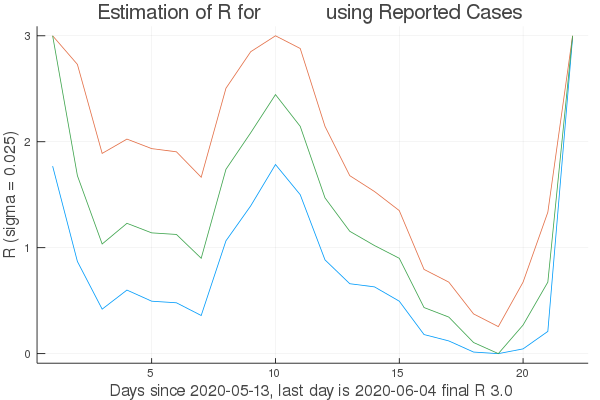 Estimation of R for using Reported Cases
3
2
1
0
R (sigma = 0.025)
5 10 15 20
Days since 2020-05-13, last day is 2020-06-04 final R 3.0